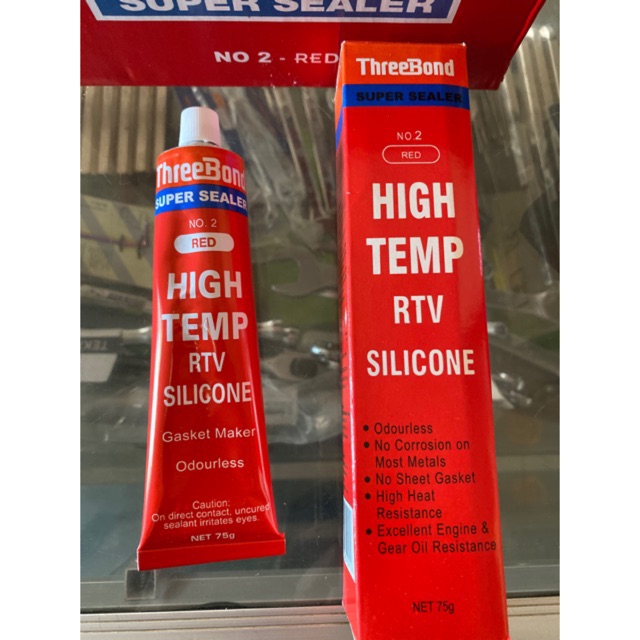 SUPER SEALER
NO 2 - RED
ThreeBond
SUPER SEALER
NO. 2
RED
HIGH
TEMP
RTV
SILICONE
Gasket Maker
Odourless
Caution:
On direct contact, uncured
sealant irritates eyes.
NET 75g
ThreeBond
SUPER SEALER
NO.2
RED
HIGH
TEMP
RTV
SILICONE
• Odourless
• No Corrosion on
Most Metals
• No Sheet Gasket
• High Heat
Resistance
• Excellent Engine &
Gear Oil Resistance
NET 75g